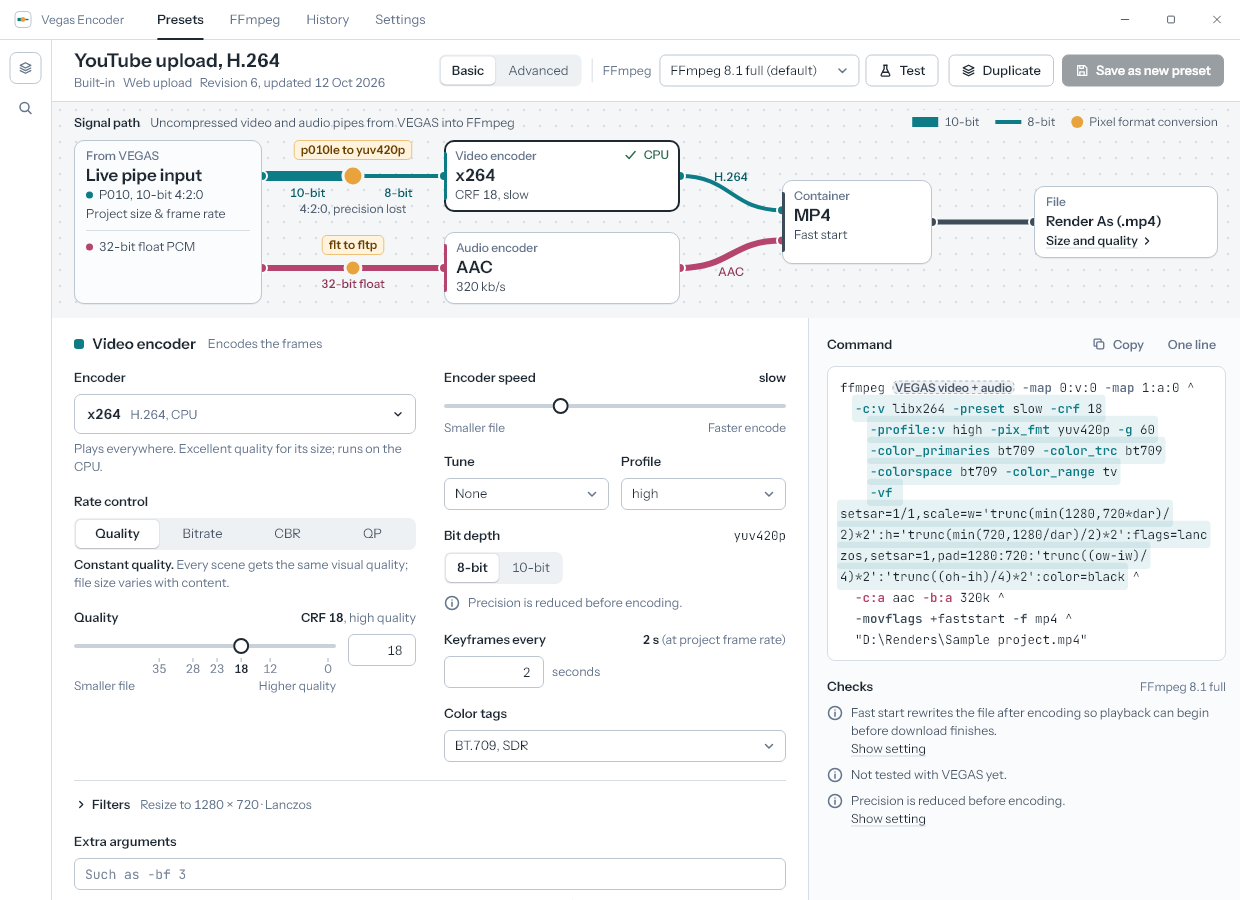 Vegas Encoder
Presets
FFmpeg
History
Settings
YouTube upload, H.264
Built-in Web upload Revision 6, updated 12 Oct 2026
Basic
Advanced
FFmpeg
FFmpeg 8.1 full (default)
Test
Duplicate
Save as new preset
Signal path
Uncompressed video and audio pipes from VEGAS into FFmpeg
10-bit
8-bit
Pixel format conversion
From VEGAS
Live pipe input
P010, 10-bit 4:2:0
Project size & frame rate
32-bit float PCM
p010le to yuv420p
10-bit
8-bit
4:2:0, precision lost
flt to fltp
32-bit float
Video encoder
CPU
x264
CRF 18, slow
Audio encoder
AAC
320 kb/s
H.264
AAC
Container
MP4
Fast start
File
Render As (.mp4)
Size and quality
Video encoder
Encodes the frames
Encoder
x264 H.264, CPU
Plays everywhere. Excellent quality for its size; runs on the
CPU.
Rate control
Quality
Bitrate
CBR
QP
Constant quality. Every scene gets the same visual quality;
file size varies with content.
Quality
CRF 18, high quality
18
35 28 23 18 12 0
Smaller file
Higher quality
Encoder speed
slow
Smaller file
Faster encode
Tune
Profile
None
high
Bit depth
yuv420p
8-bit
10-bit
Precision is reduced before encoding.
Keyframes every
2 s (at project frame rate)
2
seconds
Color tags
BT.709, SDR
Filters
Resize to 1280 × 720 · Lanczos
Extra arguments
Such as -bf 3
Command
Copy
One line
ffmpeg VEGAS video + audio -map 0:v:0 -map 1:a:0 ^
-c:v libx264 -preset slow -crf 18
-profile:v high -pix_fmt yuv420p -g 60
-color_primaries bt709 -color_trc bt709
-colorspace bt709 -color_range tv
-vf
setsar=1/1,scale=w='trunc(min(1280,720*dar)/
2)*2':h='trunc(min(720,1280/dar)/2)*2':flags=lanc
zos,setsar=1,pad=1280:720:'trunc((ow-iw)/
4)*2':'trunc((oh-ih)/4)*2':color=black ^
-c:a aac -b:a 320k ^
-movflags +faststart -f mp4 ^
"D:\Renders\Sample project.mp4"
Checks
FFmpeg 8.1 full
Fast start rewrites the file after encoding so playback can begin
before download finishes.
Show setting
Not tested with VEGAS yet.
Precision is reduced before encoding.
Show setting